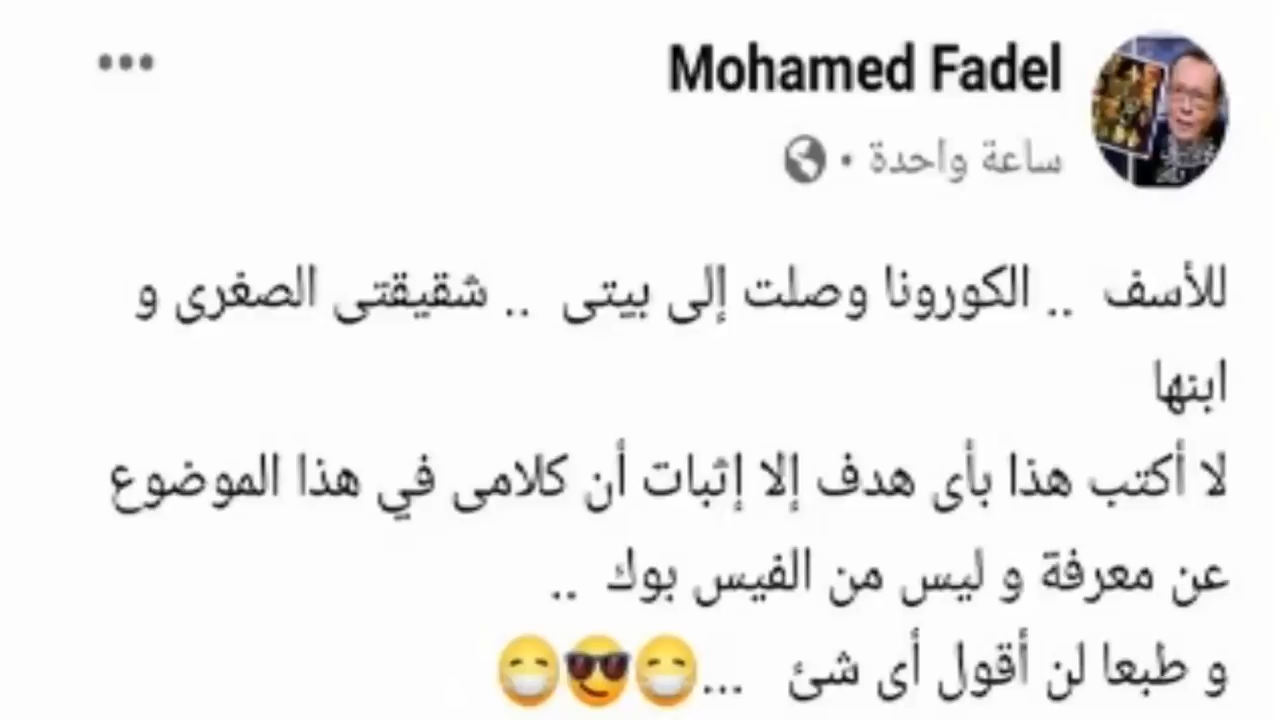 Mohamed Fadel
ساعة واحدة •
للأسف .. الكورونا وصلت إلى بيتى .. شقيقتى الصغرى و
ابنها
لا أكتب هذا بأى هدف إلا إثبات أن كلامى في هذا الموضوع
عن معرفة و ليس من الفيس بوك ..
و طبعا لن أقول أى شئ ...😷😎😷